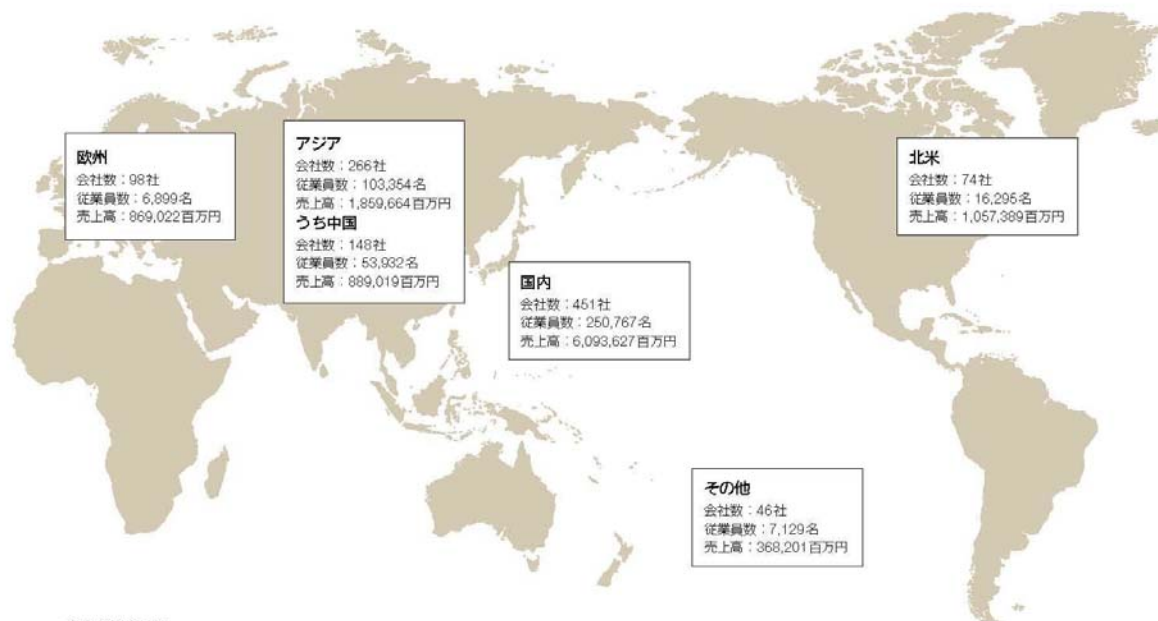 欧州
会社数：98社
従業員数：6,899名
売上高：869,022百万円
アジア
会社数：266社
従業員数：103,354名
売上高：1,859,664百万円
うち中国
会社数：148社
従業員数：53,932名
売上高：889,019百万円
国内
会社数：451社
従業員数：250,767名
売上高：6,093,627百万円
北米
会社数：74社
従業員数：16,295名
売上高：1,057,389百万円
その他
会社数：46社
従業員数：7,129名
売上高：368,201百万円